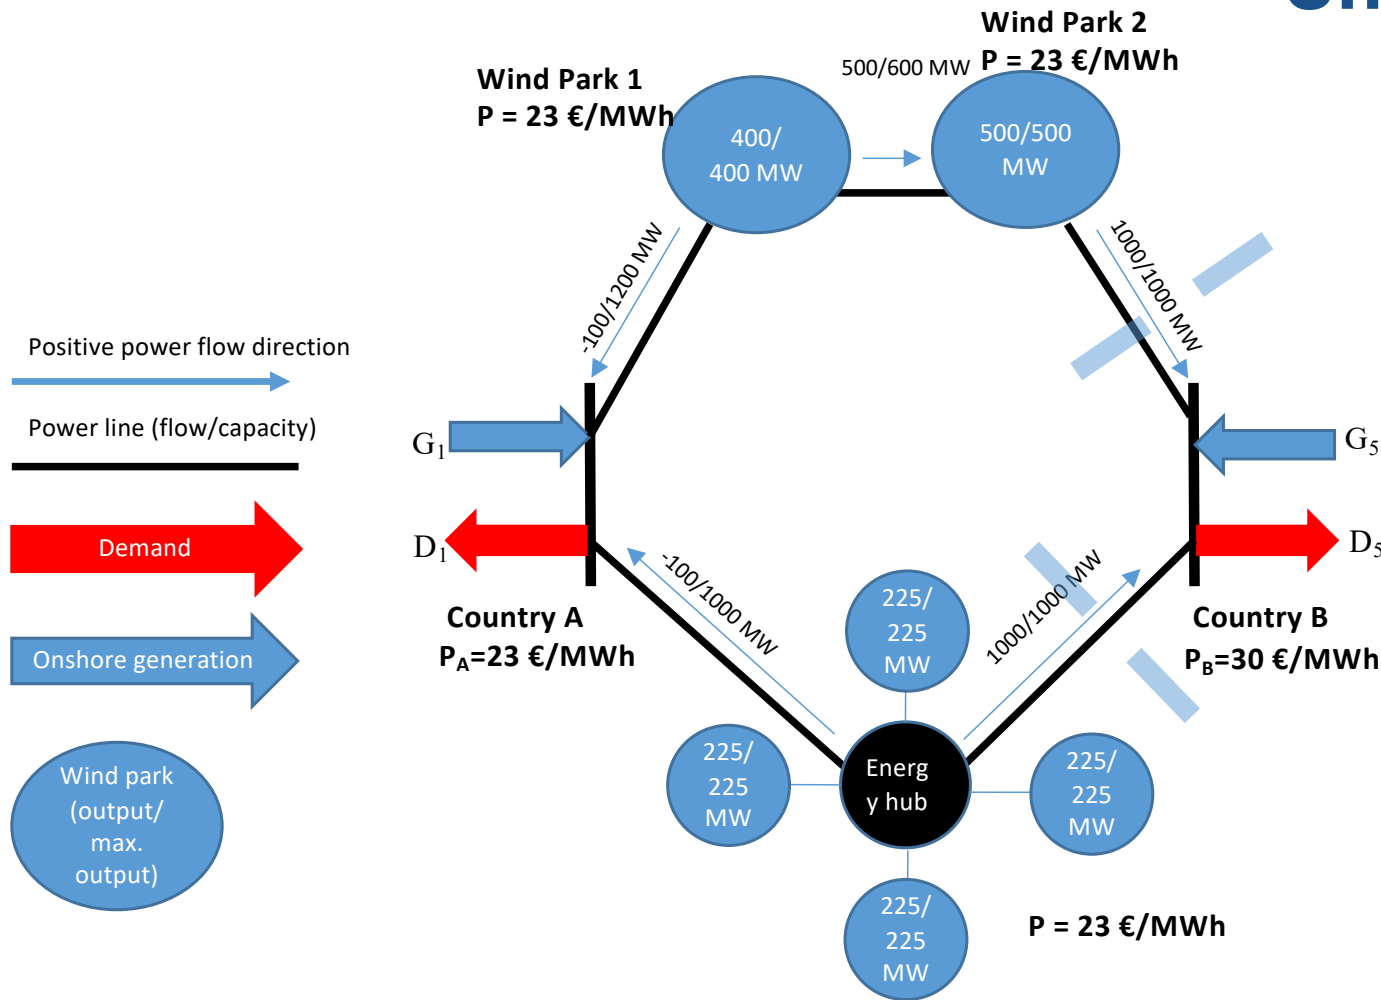 Wind Park 2
P = 23 €/MWh
500/600 MW
Wind Park 1
P = 23 €/MWh
400/
400 MW
500/500
MW
-100/1200 MW
1000/1000 MW
Positive power flow direction
Power line (flow/capacity)
G1
G5
Demand
D1
D5
-100/1000 MW
1000/1000 MW
225/
225
MW
Country A
PA=23 €/MWh
Country B
PB=30 €/MWh
Onshore generation
Wind park
(output/
max.
output)
225/
225
MW
Energ
y hub
225/
225
MW
225/
225
MW
P = 23 €/MWh